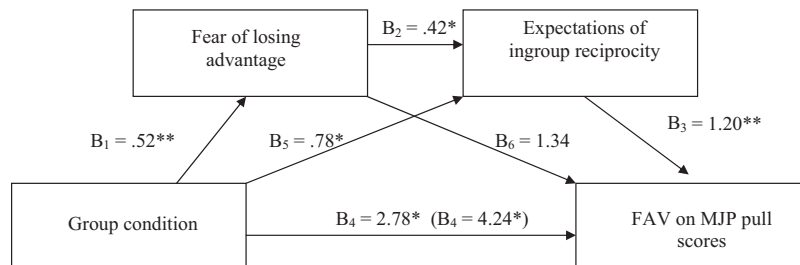 Fear of losing
advantage
B₂ = .42*
Expectations of
ingroup reciprocity
B₁ = .52**
B₅ = .78*
B₆ = 1.34
B₃ = 1.20**
Group condition
B₄ = 2.78* (B₄ = 4.24*)
FAV on MJP pull
scores